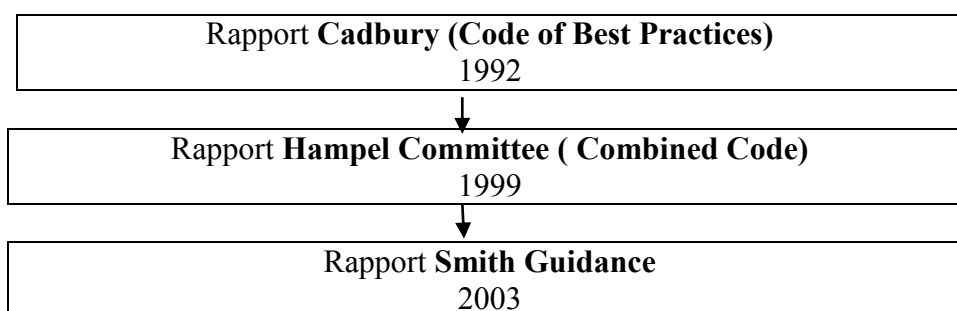 Rapport Cadbury (Code of Best Practices)
1992
Rapport Hampel Committee ( Combined Code)
1999
Rapport Smith Guidance
2003